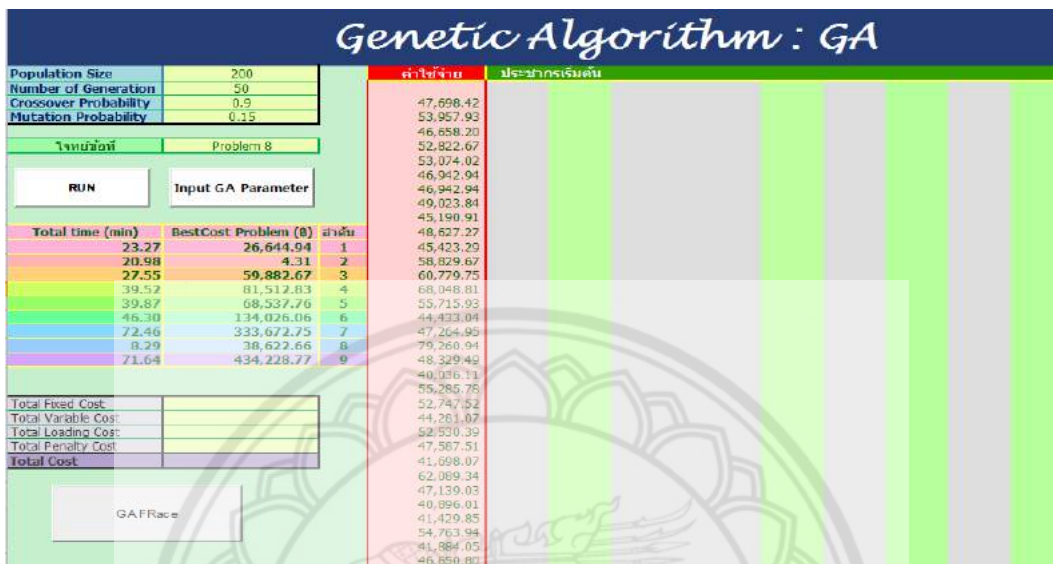 Genetic Algorithm : GA
Population Size 200
Number of Generation 50
Crossover Probability 0.9
Mutation Probability 0.15
โจทย์ข้อที่ Problem 8
RUN Input GA Parameter
Total time (min) BestCost Problem (8) ลำดับ
23.27 26,644.94 1
20.98 4.31 2
27.55 59,882.67 3
39.52 81,512.83 4
39.87 68,537.76 5
46.30 134,026.06 6
72.46 333,672.75 7
8.29 38,622.66 8
71.64 434,228.77 9
Total Fixed Cost
Total Variable Cost
Total Loading Cost
Total Penalty Cost
Total Cost
GAFRace
ค่าใช้จ่าย ประชากรเริ่มต้น
47,698.42
53,957.93
46,658.20
52,822.67
53,074.02
46,942.94
46,942.94
49,023.84
45,190.91
48,627.27
45,423.29
58,829.67
60,779.75
68,048.81
55,715.93
44,433.04
47,264.95
79,260.94
48,329.49
40,036.11
55,285.78
52,747.52
44,281.07
52,530.39
47,567.51
41,698.07
62,089.34
47,139.03
40,896.01
41,429.85
54,763.94
41,884.05
46,650.80